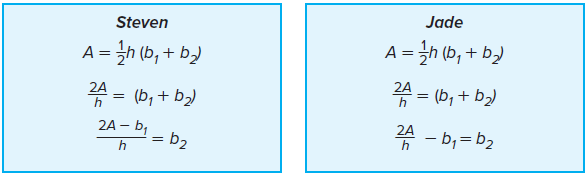 Steven
A = ½h (b₁ + b₂)
2A/h = (b₁ + b₂)
(2A − b₁)/h = b₂
Jade
A = ½h (b₁ + b₂)
2A/h = (b₁ + b₂)
2A/h − b₁ = b₂